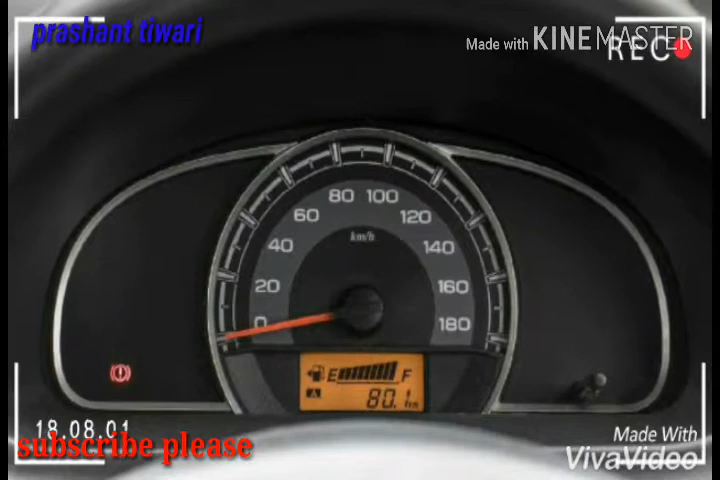 prashant tiwari
Made with KINEMASTER
REC
80 100
60 120
km/h
40 140
20 160
0 180
E F
A 80.1 km
18.08.01
subscribe please
Made With
VivaVideo